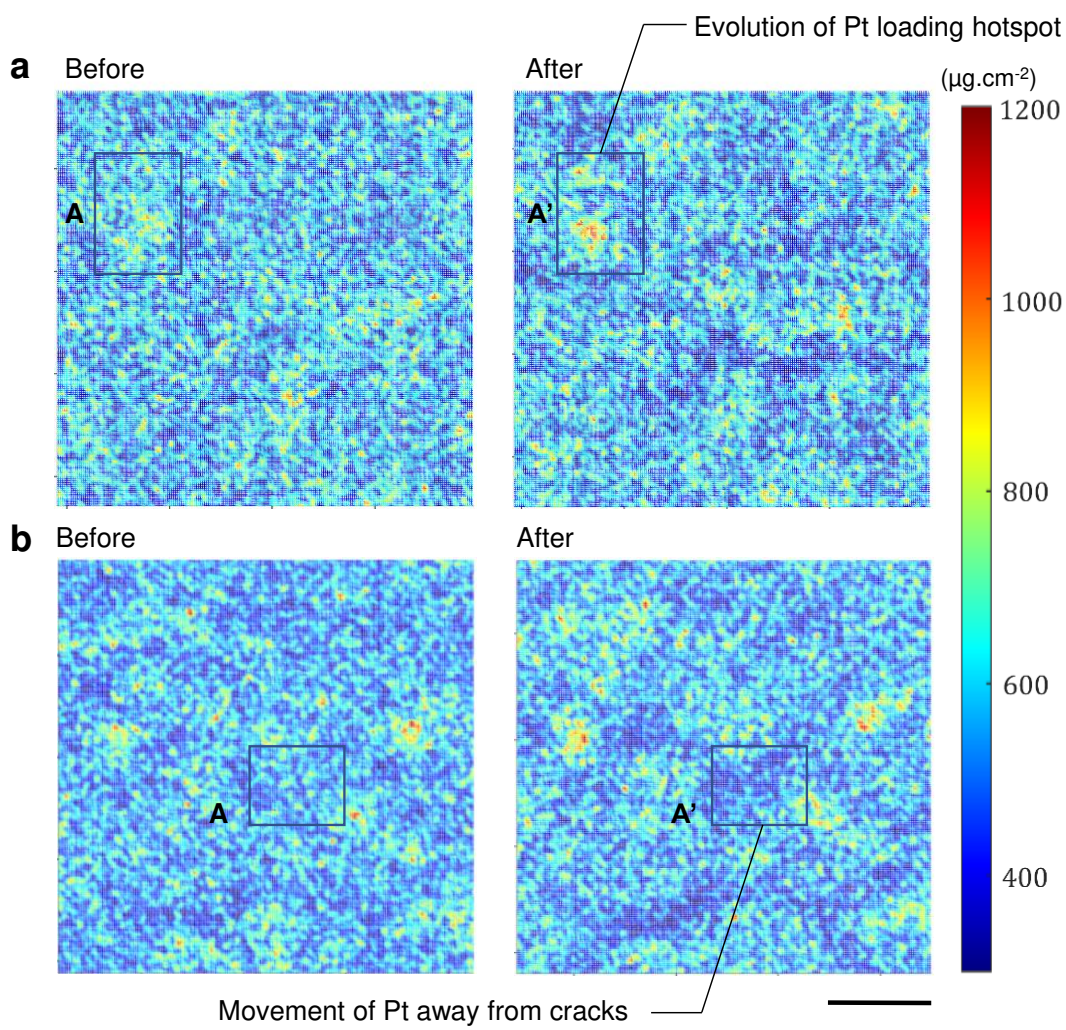 Evolution of Pt loading hotspot
a Before After
(µg.cm-2)
1200
A A’
1000
800
b Before After
600
A A’
400
Movement of Pt away from cracks